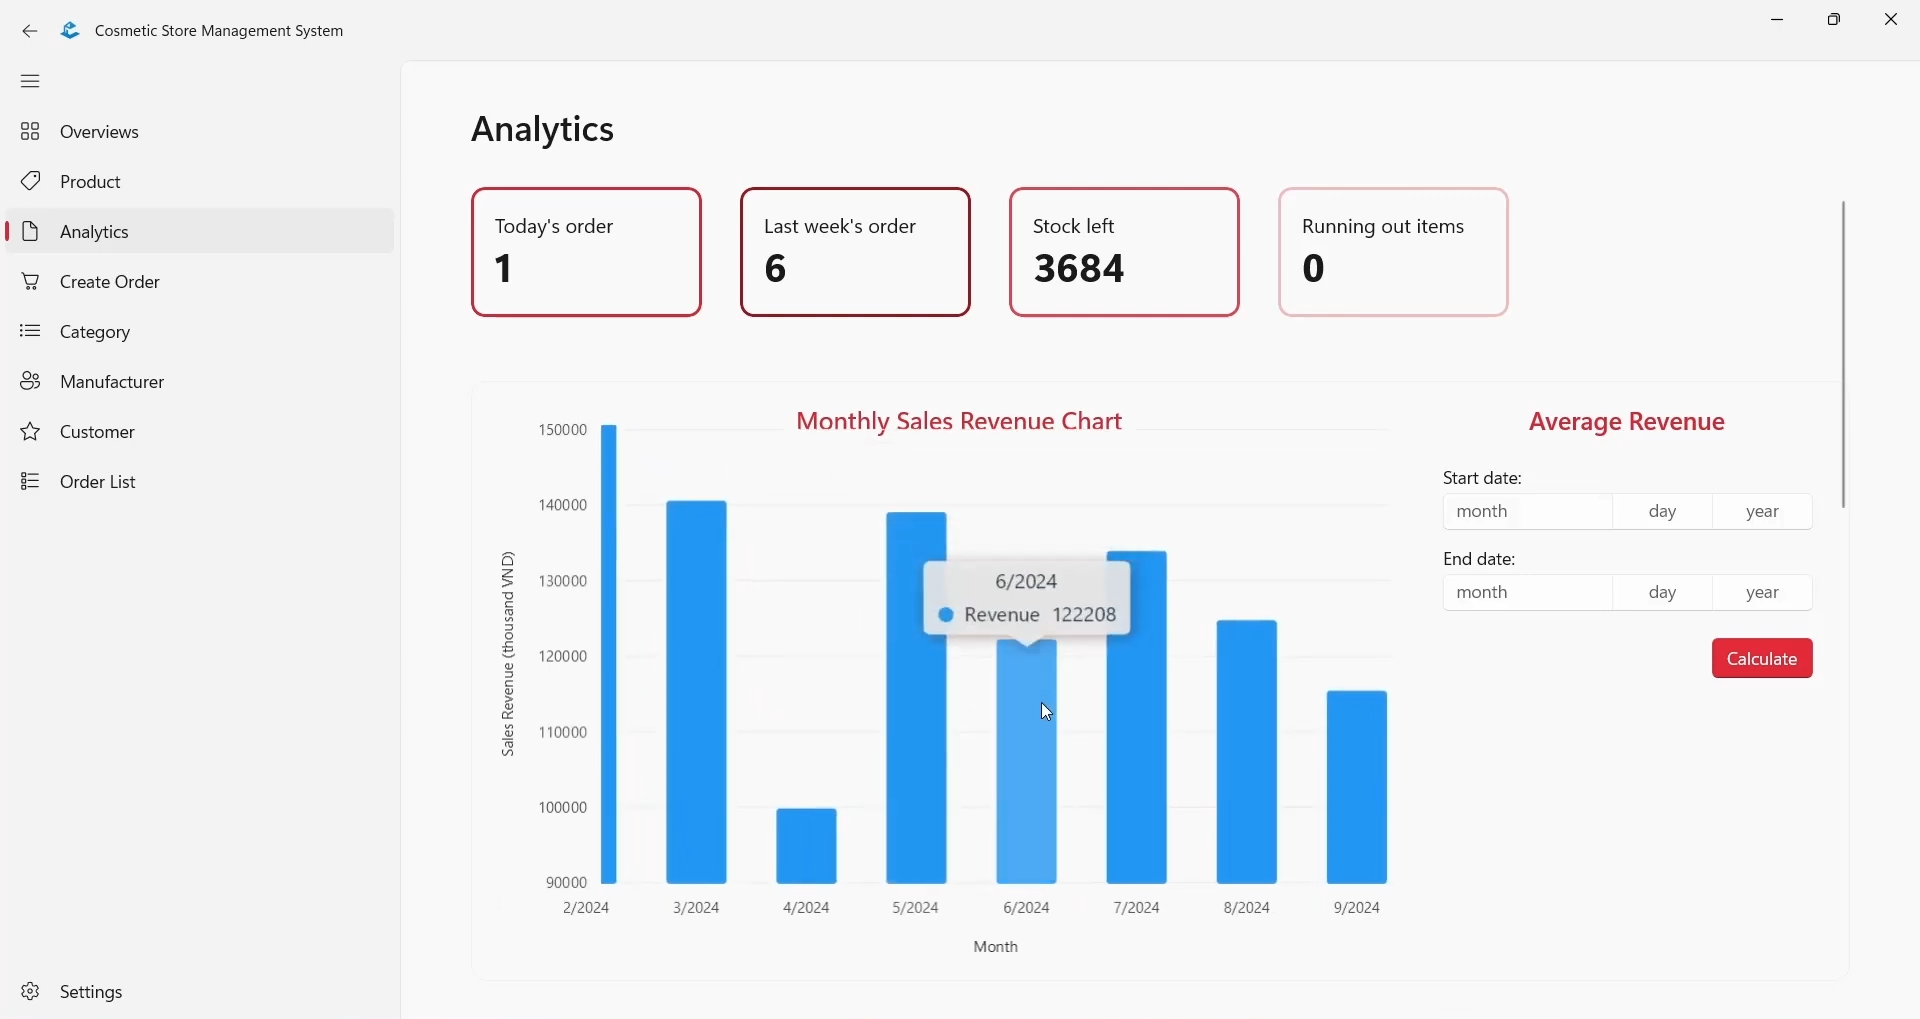 Cosmetic Store Management System
Overviews
Product
Analytics
Create Order
Category
Manufacturer
Customer
Order List
Settings
Analytics
Today's order
1
Last week's order
6
Stock left
3684
Running out items
0
Monthly Sales Revenue Chart
Sales Revenue (thousand VND)
150000
140000
130000
120000
110000
100000
90000
6/2024
Revenue 122208
2/2024 3/2024 4/2024 5/2024 6/2024 7/2024 8/2024 9/2024
Month
Average Revenue
Start date:
month day year
End date:
month day year
Calculate